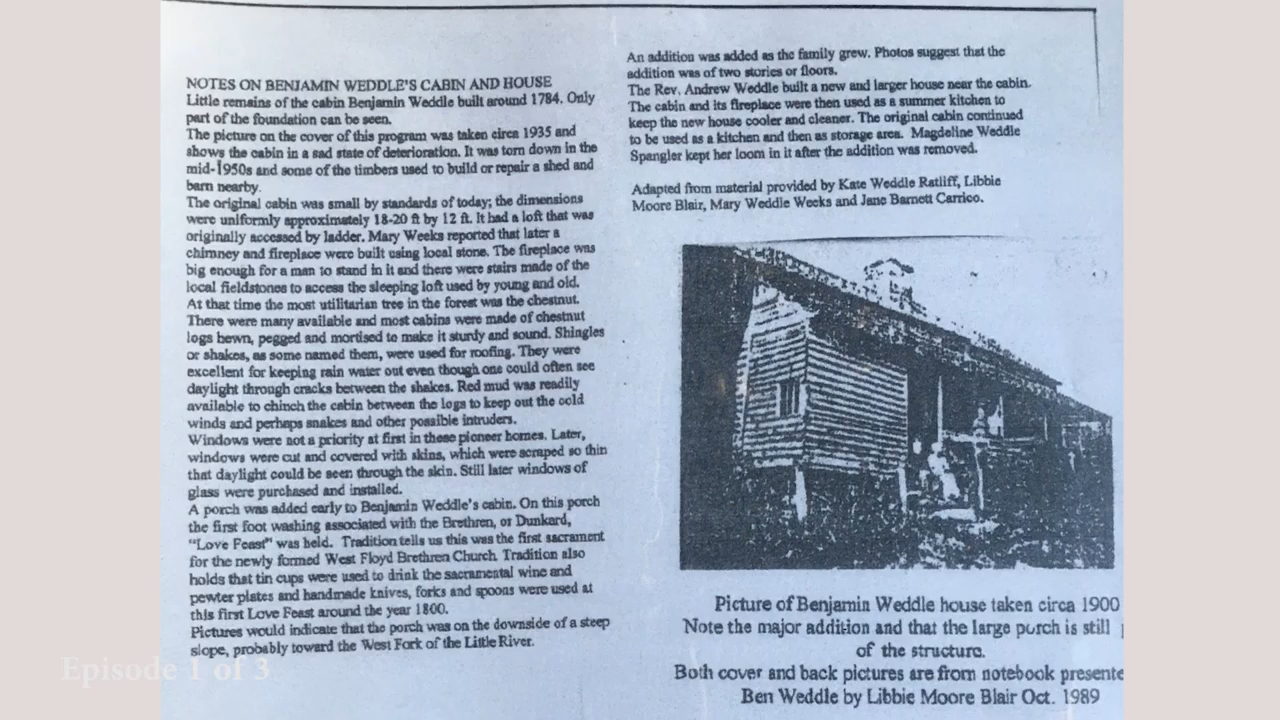 NOTES ON BENJAMIN WEDDLE'S CABIN AND HOUSE
Little remains of the cabin Benjamin Weddle built around 1784. Only
part of the foundation can be seen.
The picture on the cover of this program was taken circa 1935 and
shows the cabin in a sad state of deterioration. It was torn down in the
mid-1950s and some of the timbers used to build or repair a shed and
barn nearby.
The original cabin was small by standards of today; the dimensions
were uniformly approximately 18-20 ft by 12 ft. It had a loft that was
originally accessed by ladder. Mary Weeks reported that later a
chimney and fireplace were built using local stone. The fireplace was
big enough for a man to stand in it and there were stairs made of the
local fieldstones to access the sleeping loft used by young and old.
At that time the most utilitarian tree in the forest was the chestnut.
There were many available and most cabins were made of chestnut
logs hewn, pegged and mortised to make it sturdy and sound. Shingles
or shakes, as some named them, were used for roofing. They were
excellent for keeping rain water out even though one could often see
daylight through cracks between the shakes. Red mud was readily
available to chinch the cabin between the logs to keep out the cold
winds and perhaps snakes and other possible intruders.
Windows were not a priority at first in these pioneer homes. Later,
windows were cut and covered with skins, which were scraped so thin
that daylight could be seen through the skin. Still later windows of
glass were purchased and installed.
A porch was added early to Benjamin Weddle's cabin. On this porch
the first foot washing associated with the Brethren, or Dunkard,
"Love Feast" was held. Tradition tells us this was the first sacrament
for the newly formed West Floyd Brethren Church. Tradition also
holds that tin cups were used to drink the sacramental wine and
pewter plates and handmade knives, forks and spoons were used at
this first Love Feast around the year 1800.
Pictures would indicate that the porch was on the downside of a steep
slope, probably toward the West Fork of the Little River.
An addition was added as the family grew. Photos suggest that the
addition was of two stories or floors.
The Rev. Andrew Weddle built a new and larger house near the cabin.
The cabin and its fireplace were then used as a summer kitchen to
keep the new house cooler and cleaner. The original cabin continued
to be used as a kitchen and then as storage area. Magdeline Weddle
Spangler kept her loom in it after the addition was removed.
Adapted from material provided by Kate Weddle Ratliff, Libbie
Moore Blair, Mary Weddle Weeks and Jane Barnett Carrico.
Picture of Benjamin Weddle house taken circa 1900
Note the major addition and that the large porch is still
of the structure.
Both cover and back pictures are from notebook presente
Ben Weddle by Libbie Moore Blair Oct. 1989
Episode 1 of 3